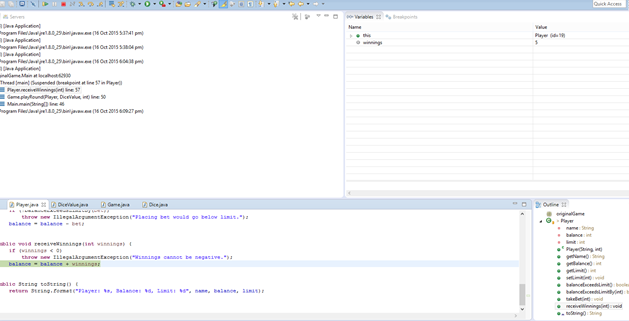 Quick Access
Servers
[] [Java Application]
Program Files\Java\jre1.8.0_25\bin\javaw.exe (16 Oct 2015 5:37:41 pm)
[] [Java Application]
Program Files\Java\jre1.8.0_25\bin\javaw.exe (16 Oct 2015 5:38:04 pm)
[] [Java Application]
Program Files\Java\jre1.8.0_25\bin\javaw.exe (16 Oct 2015 6:04:38 pm)
[] [Java Application]
inalGame.Main at localhost:62930
Thread [main] (Suspended (breakpoint at line 57 in Player))
Player.receiveWinnings(int) line: 57
Game.playRound(Player, DiceValue, int) line: 50
Main.main(String[]) line: 46
Program Files\Java\jre1.8.0_25\bin\javaw.exe (16 Oct 2015 6:09:27 pm)
Variables
Breakpoints
Name Value
this Player (id=19)
winnings 5
Player.java DiceValue.java Game.java Dice.java
throw new IllegalArgumentException("Placing bet would go below limit.");
balance = balance - bet;
ublic void receiveWinnings(int winnings) {
if (winnings < 0)
throw new IllegalArgumentException("Winnings cannot be negative.");
balance = balance + winnings;
ublic String toString() {
return String.format("Player: %s, Balance: %d, Limit: %d", name, balance, limit);
Outline
originalGame
Player
name : String
balance : int
limit : int
Player(String, int)
getName() : String
getBalance() : int
getLimit() : int
setLimit(int) : void
balanceExceedsLimit() : boole
balanceExceedsLimitBy(int) : b
takeBet(int) : void
receiveWinnings(int) : void
toString() : String